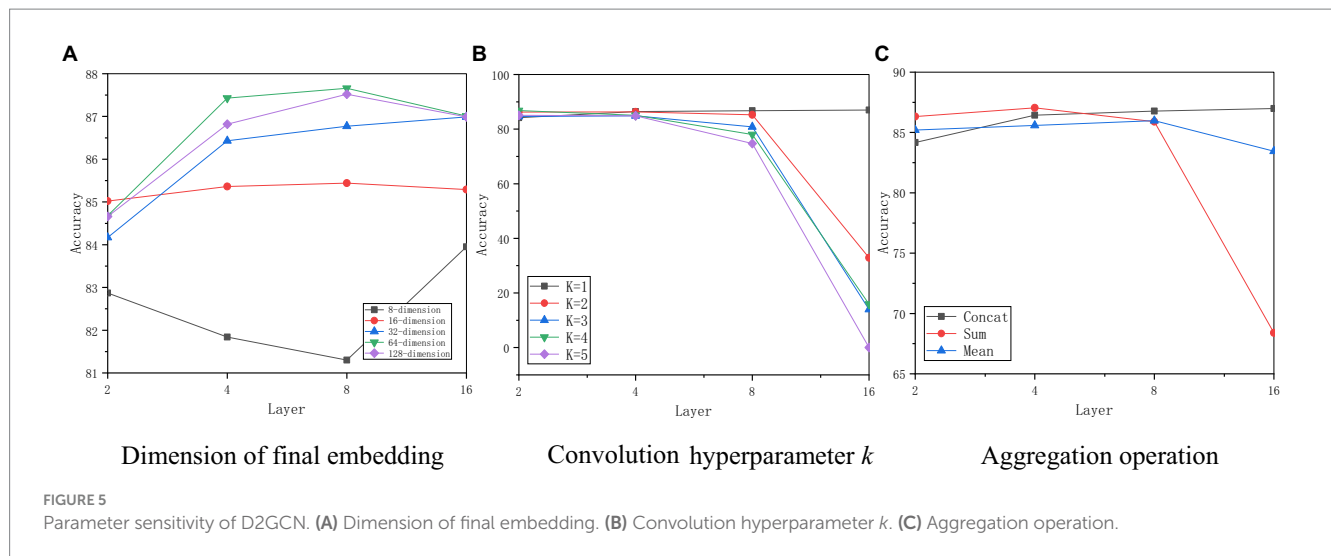 A
88
87
86
85
84
83
82
81
Accuracy
8-dimension
16-dimension
32-dimension
64-dimension
128-dimension
2
4
8
16
Layer
Dimension of final embedding
B
100
80
60
40
20
0
Accuracy
K=1
K=2
K=3
K=4
K=5
2
4
8
16
Layer
Convolution hyperparameter k
C
90
85
80
75
70
65
Accuracy
Concat
Sum
Mean
2
4
8
16
Layer
Aggregation operation
FIGURE 5
Parameter sensitivity of D2GCN. (A) Dimension of final embedding. (B) Convolution hyperparameter k. (C) Aggregation operation.